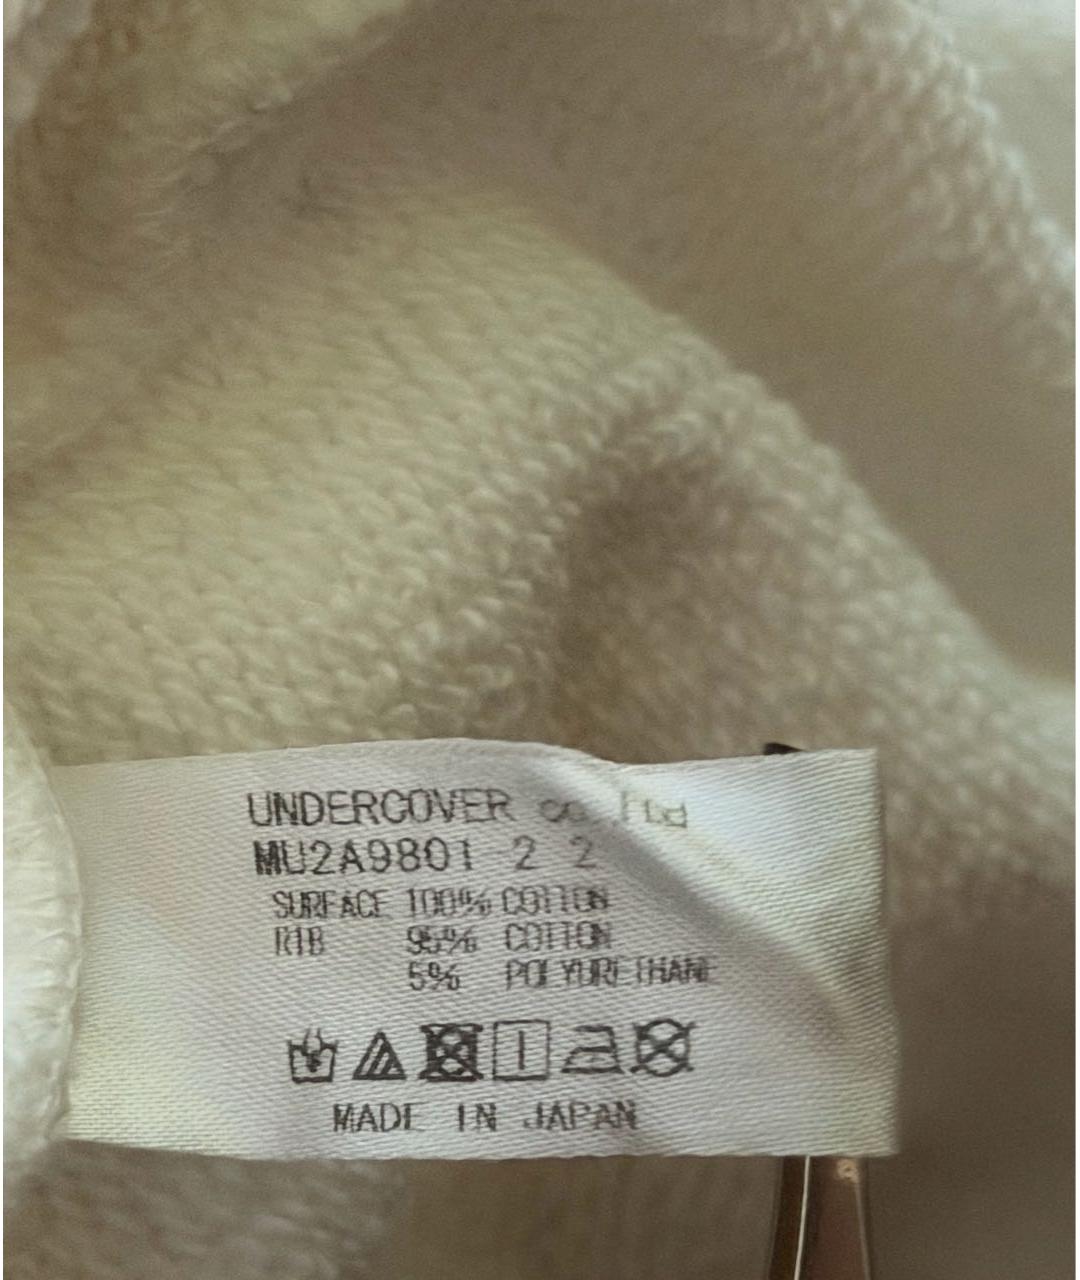 UNDERCOVER co., Ltd
MU2A9801 2 2
SURFACE 100% COTTON
RIB 95% COTTON
5% POLYURETHANE
MADE IN JAPAN